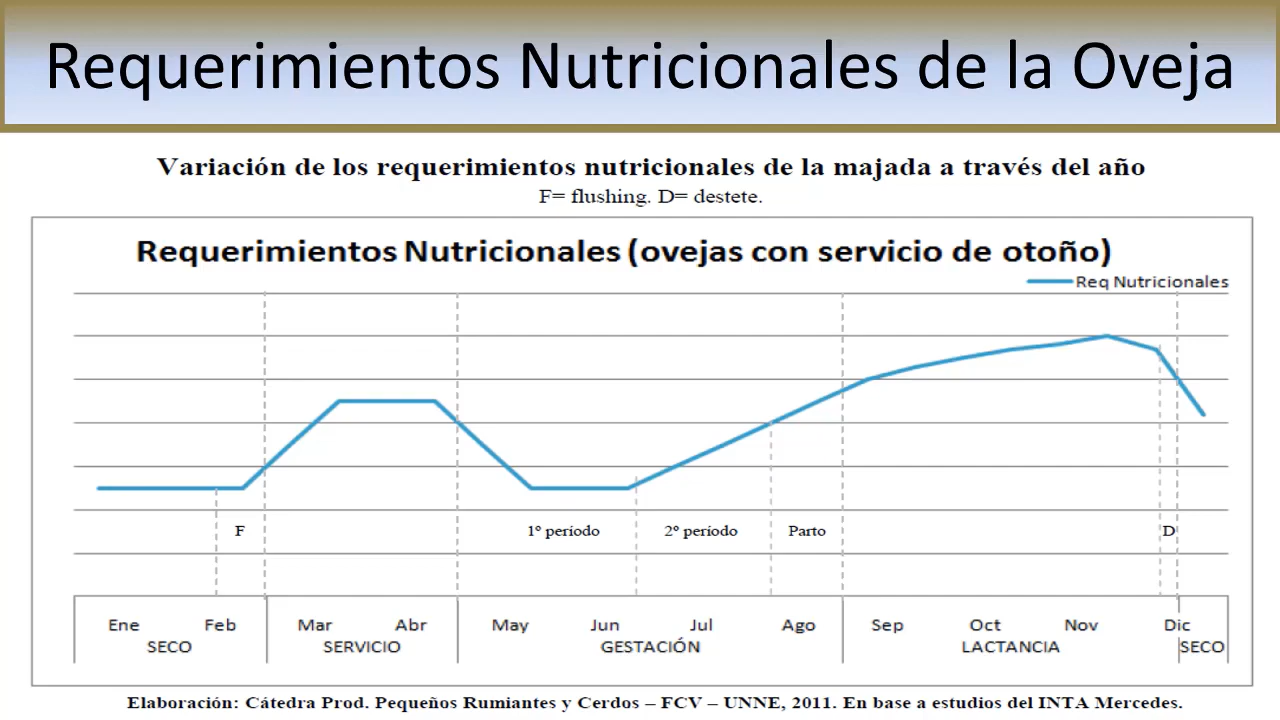 Requerimientos Nutricionales de la Oveja
Variación de los requerimientos nutricionales de la majada a través del año
F= flushing. D= destete.
Requerimientos Nutricionales (ovejas con servicio de otoño)
Req Nutricionales
F 1° período 2° período Parto D
Ene Feb Mar Abr May Jun Jul Ago Sep Oct Nov Dic
SECO SERVICIO GESTACIÓN LACTANCIA SECO
Elaboración: Cátedra Prod. Pequeños Rumiantes y Cerdos – FCV – UNNE, 2011. En base a estudios del INTA Mercedes.